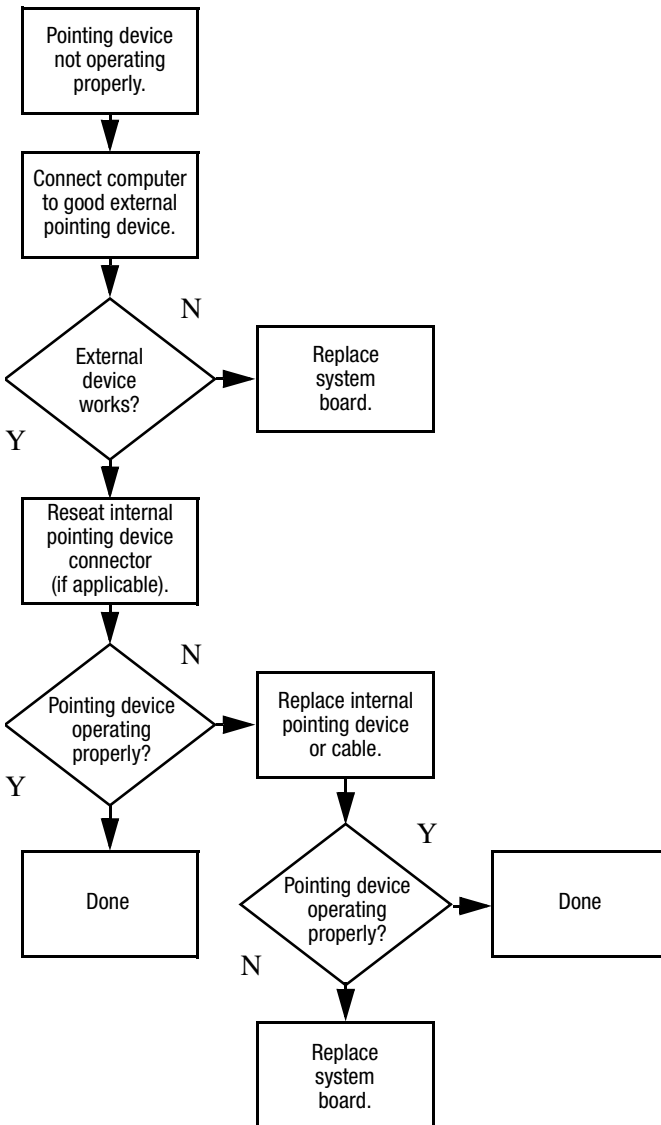 Pointing device
not operating
properly.
Connect computer
to good external
pointing device.
N
External
device
works?
Replace
system
board.
Y
Reseat internal
pointing device
connector
(if applicable).
N
Pointing device
operating
properly?
Replace internal
pointing device
or cable.
Y
Y
Done
Pointing device
operating
properly?
Done
N
Replace
system
board.